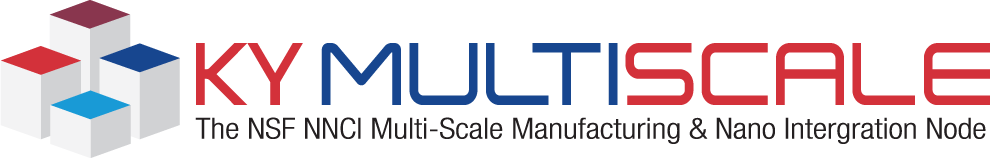 KY MULTISCALE
The NSF NNCI Multi-Scale Manufacturing & Nano Intergration Node